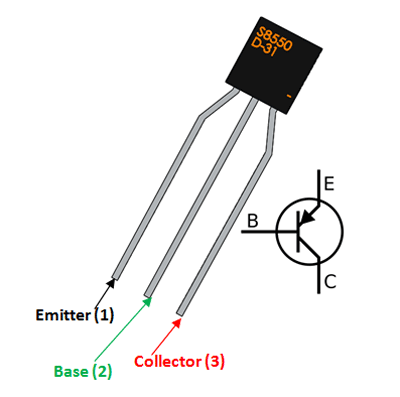 S8550
D-31
-
E
B
C
Emitter (1)
Base (2)
Collector (3)